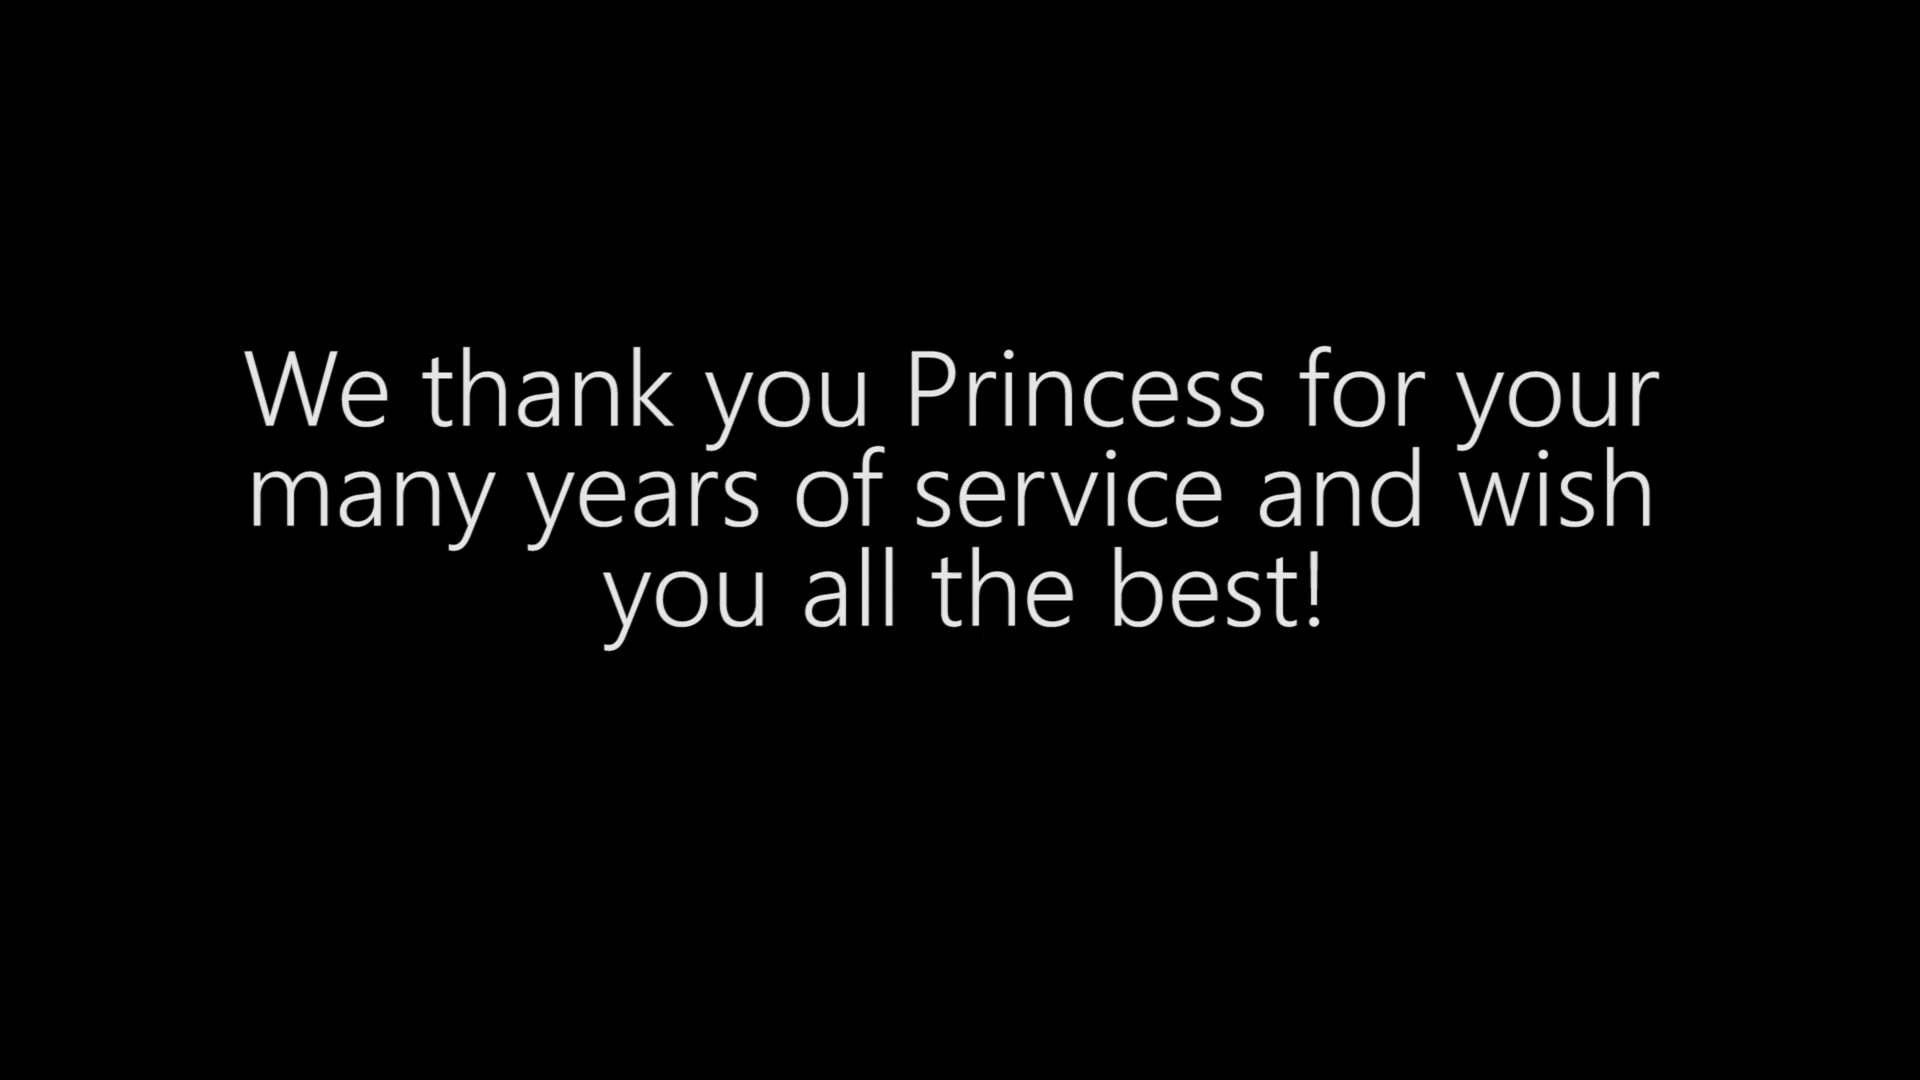 We thank you Princess for your
many years of service and wish
you all the best!